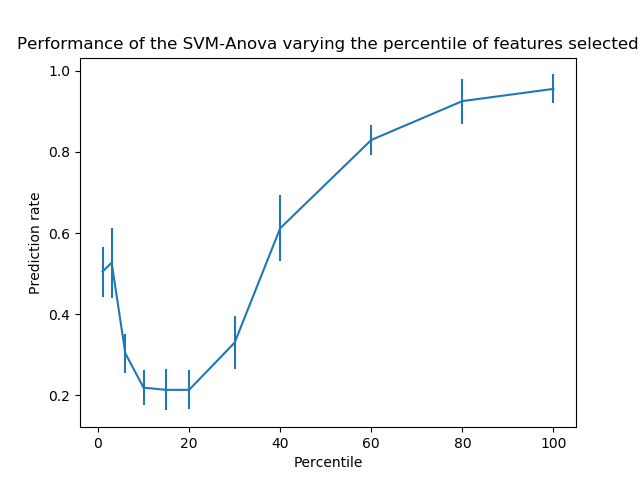 Performance of the SVM-Anova varying the percentile of features selected
1.0
0.8
0.6
0.4
0.2
Prediction rate
0 20 40 60 80 100
Percentile